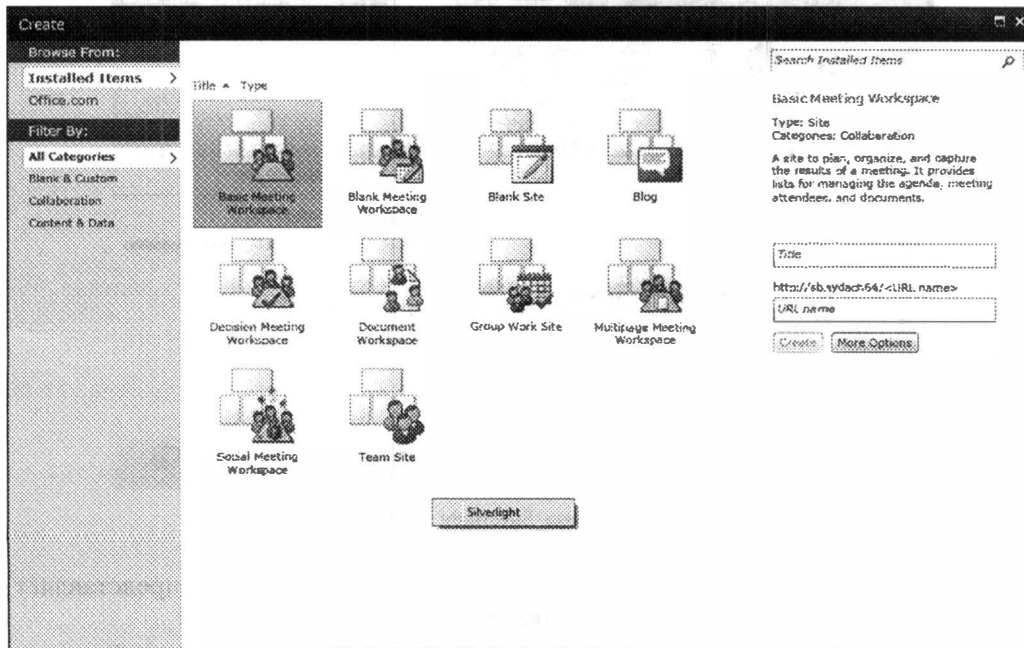 Create
Browse From:
Installed Items
Office.com
Filter By:
All Categories
Blank & Custom
Collaboration
Content & Data
Title Type
Basic Meeting
Workspace
Blank Meeting
Workspace
Blank Site
Blog
Decision Meeting
Workspace
Document
Workspace
Group Work Site
Multipage Meeting
Workspace
Social Meeting
Workspace
Team Site
Silverlight
Search Installed Items
Basic Meeting Workspace
Type: Site
Categories: Collaboration
A site to plan, organize, and capture
the results of a meeting. It provides
lists for managing the agenda, meeting
attendees, and documents.
Title
<URL name>
URL name
Create More Options